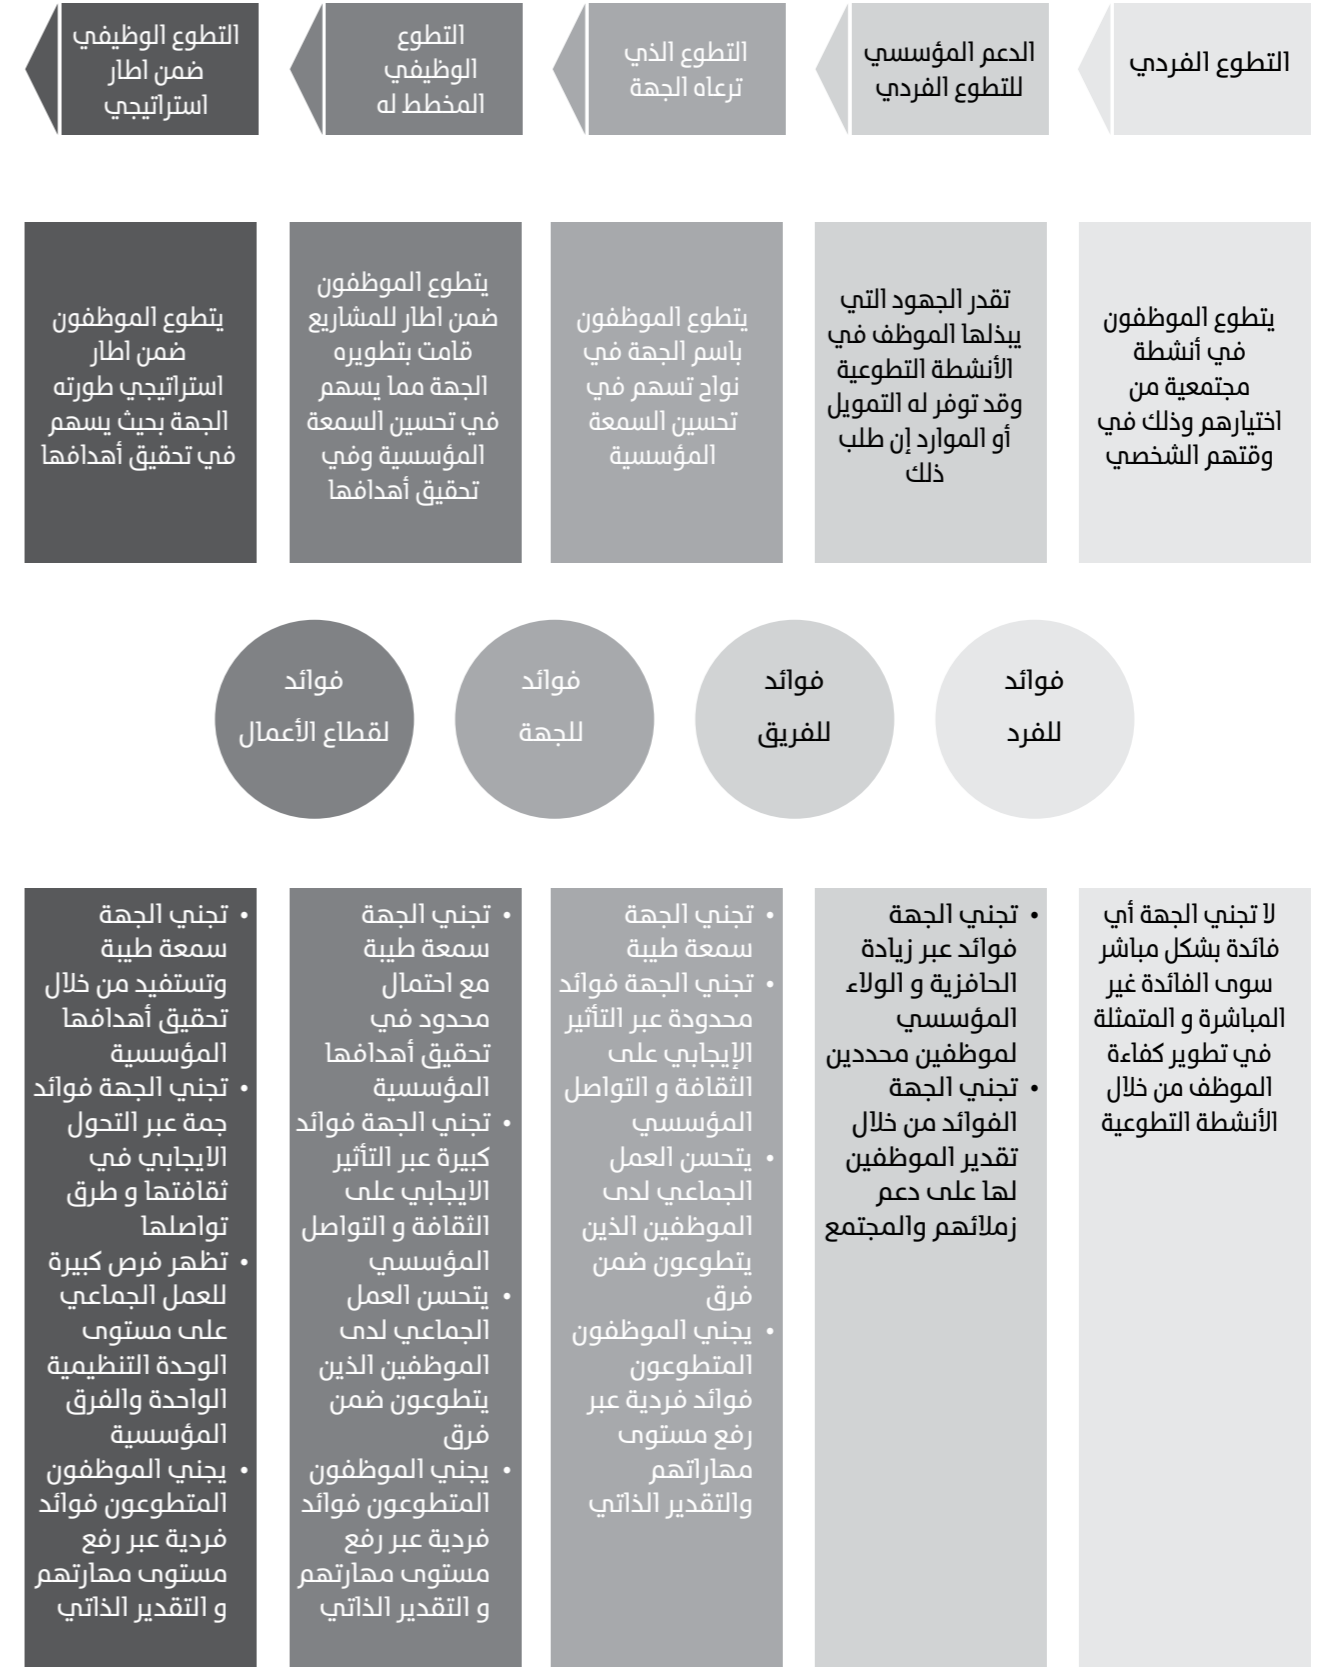 التطوع الفردي
الدعم المؤسسي
للتطوع الفردي
التطوع الذي
ترعاه الجهة
التطوع
الوظيفي
المخطط له
التطوع الوظيفي
ضمن اطار
استراتيجي
يتطوع الموظفون
في أنشطة
مجتمعية من
اختيارهم وذلك في
وقتهم الشخصي
تقدر الجهود التي
يبذلها الموظف في
الأنشطة التطوعية
وقد توفر له التمويل
أو الموارد إن طلب
ذلك
يتطوع الموظفون
باسم الجهة في
نواح تسهم في
تحسين السمعة
المؤسسية
يتطوع الموظفون
ضمن اطار للمشاريع
قامت بتطويره
الجهة مما يسهم
في تحسين السمعة
المؤسسية وفي
تحقيق أهدافها
يتطوع الموظفون
ضمن اطار
استراتيجي طورته
الجهة بحيث يسهم
في تحقيق أهدافها
فوائد
للفرد
فوائد
للفريق
فوائد
للجهة
فوائد
لقطاع الأعمال
لا تجني الجهة أي
فائدة بشكل مباشر
سوى الفائدة غير
المباشرة و المتمثلة
في تطوير كفاءة
الموظف من خلال
الأنشطة التطوعية
• تجني الجهة
فوائد عبر زيادة
الحافزية و الولاء
المؤسسي
لموظفين محددين
• تجني الجهة
الفوائد من خلال
تقدير الموظفين
لها على دعم
زملائهم والمجتمع
• تجني الجهة
سمعة طيبة
• تجني الجهة فوائد
محدودة عبر التأثير
الإيجابي على
الثقافة و التواصل
المؤسسي
• يتحسن العمل
الجماعي لدى
الموظفين الذين
يتطوعون ضمن
فرق
• يجني الموظفون
المتطوعون
فوائد فردية عبر
رفع مستوى
مهاراتهم
والتقدير الذاتي
• تجني الجهة
سمعة طيبة
مع احتمال
محدود في
تحقيق أهدافها
المؤسسية
• تجني الجهة فوائد
كبيرة عبر التأثير
الايجابي على
الثقافة و التواصل
المؤسسي
• يتحسن العمل
الجماعي لدى
الموظفين الذين
يتطوعون ضمن
فرق
• يجني الموظفون
المتطوعون فوائد
فردية عبر رفع
مستوى مهارتهم
و التقدير الذاتي
• تجني الجهة
سمعة طيبة
وتستفيد من خلال
تحقيق أهدافها
المؤسسية
• تجني الجهة فوائد
جمة عبر التحول
الايجابي في
ثقافتها و طرق
تواصلها
• تظهر فرص كبيرة
للعمل الجماعي
على مستوى
الوحدة التنظيمية
الواحدة والفرق
المؤسسية
• يجني الموظفون
المتطوعون فوائد
فردية عبر رفع
مستوى مهارتهم
و التقدير الذاتي